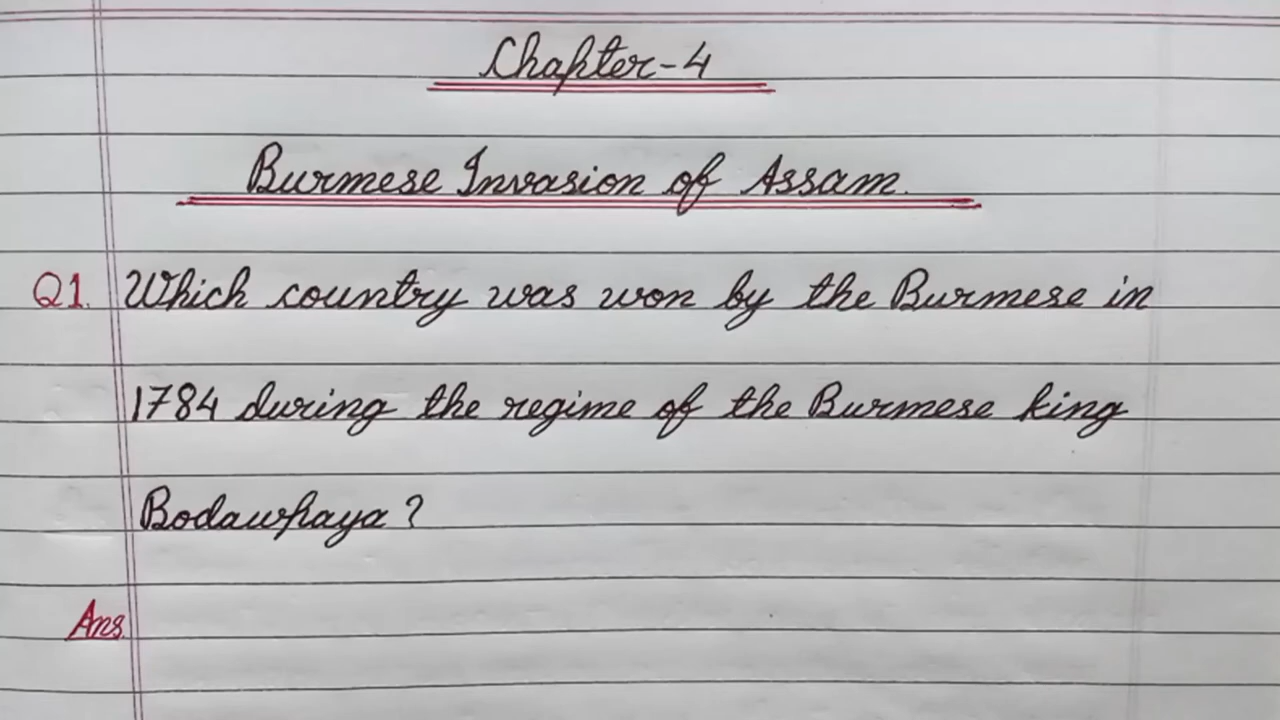 Chapter-4
Burmese Invasion of Assam.
Q1. Which country was won by the Burmese in
1784 during the regime of the Burmese king
Bodawpaya?
Ans.